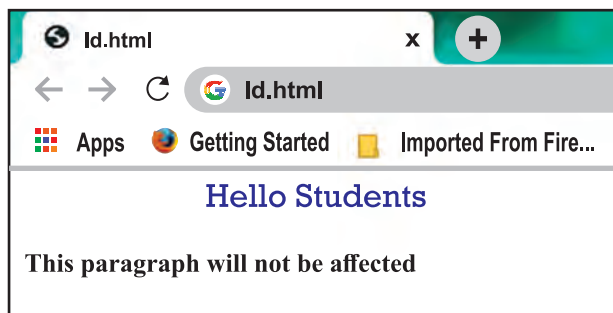 Id.html x +
Id.html
Apps Getting Started Imported From Fire...
Hello Students
This paragraph will not be affected